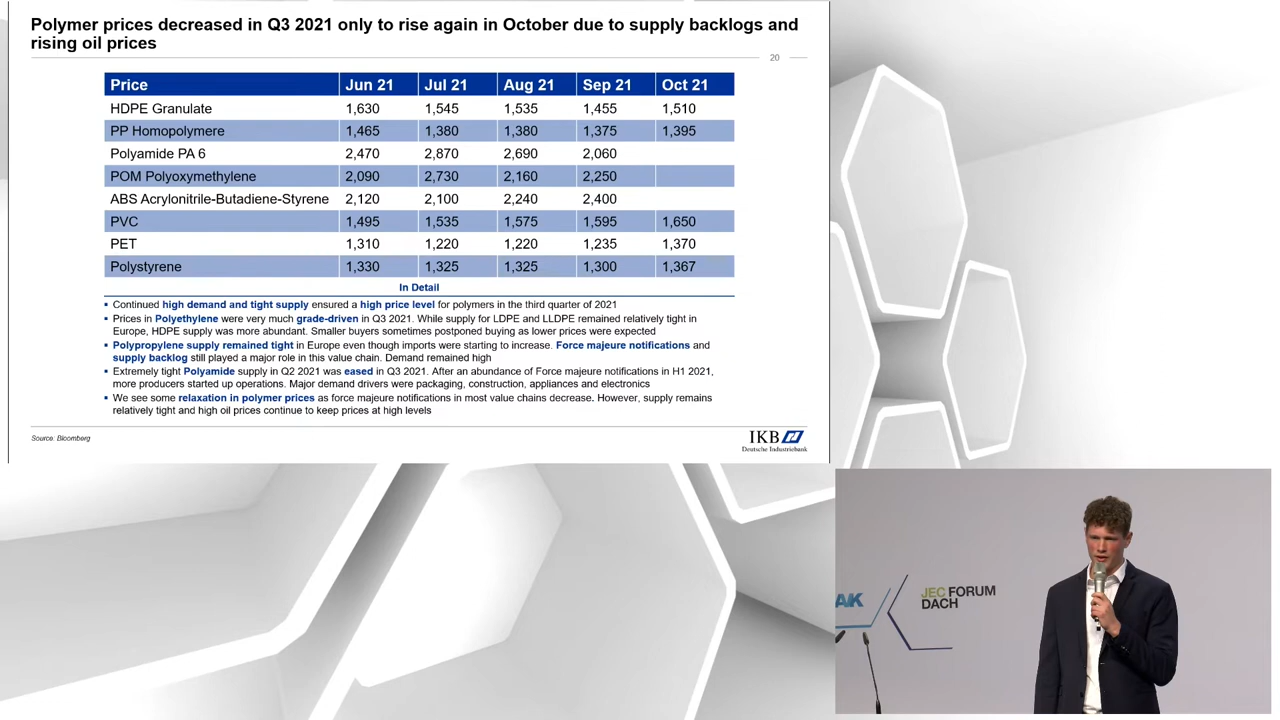 Polymer prices decreased in Q3 2021 only to rise again in October due to supply backlogs and
rising oil prices
20
Price Jun 21 Jul 21 Aug 21 Sep 21 Oct 21
HDPE Granulate 1,630 1,545 1,535 1,455 1,510
PP Homopolymere 1,465 1,380 1,380 1,375 1,395
Polyamide PA 6 2,470 2,870 2,690 2,060
POM Polyoxymethylene 2,090 2,730 2,160 2,250
ABS Acrylonitrile-Butadiene-Styrene 2,120 2,100 2,240 2,400
PVC 1,495 1,535 1,575 1,595 1,650
PET 1,310 1,220 1,220 1,235 1,370
Polystyrene 1,330 1,325 1,325 1,300 1,367
In Detail
▪ Continued high demand and tight supply ensured a high price level for polymers in the third quarter of 2021
▪ Prices in Polyethylene were very much grade-driven in Q3 2021. While supply for LDPE and LLDPE remained relatively tight in
Europe, HDPE supply was more abundant. Smaller buyers sometimes postponed buying as lower prices were expected
▪ Polypropylene supply remained tight in Europe even though imports were starting to increase. Force majeure notifications and
supply backlog still played a major role in this value chain. Demand remained high
▪ Extremely tight Polyamide supply in Q2 2021 was eased in Q3 2021. After an abundance of Force majeure notifications in H1 2021,
more producers started up operations. Major demand drivers were packaging, construction, appliances and electronics
▪ We see some relaxation in polymer prices as force majeure notifications in most value chains decrease. However, supply remains
relatively tight and high oil prices continue to keep prices at high levels
Source: Bloomberg
IKB
Deutsche Industriebank
JEC FORUM
DACH